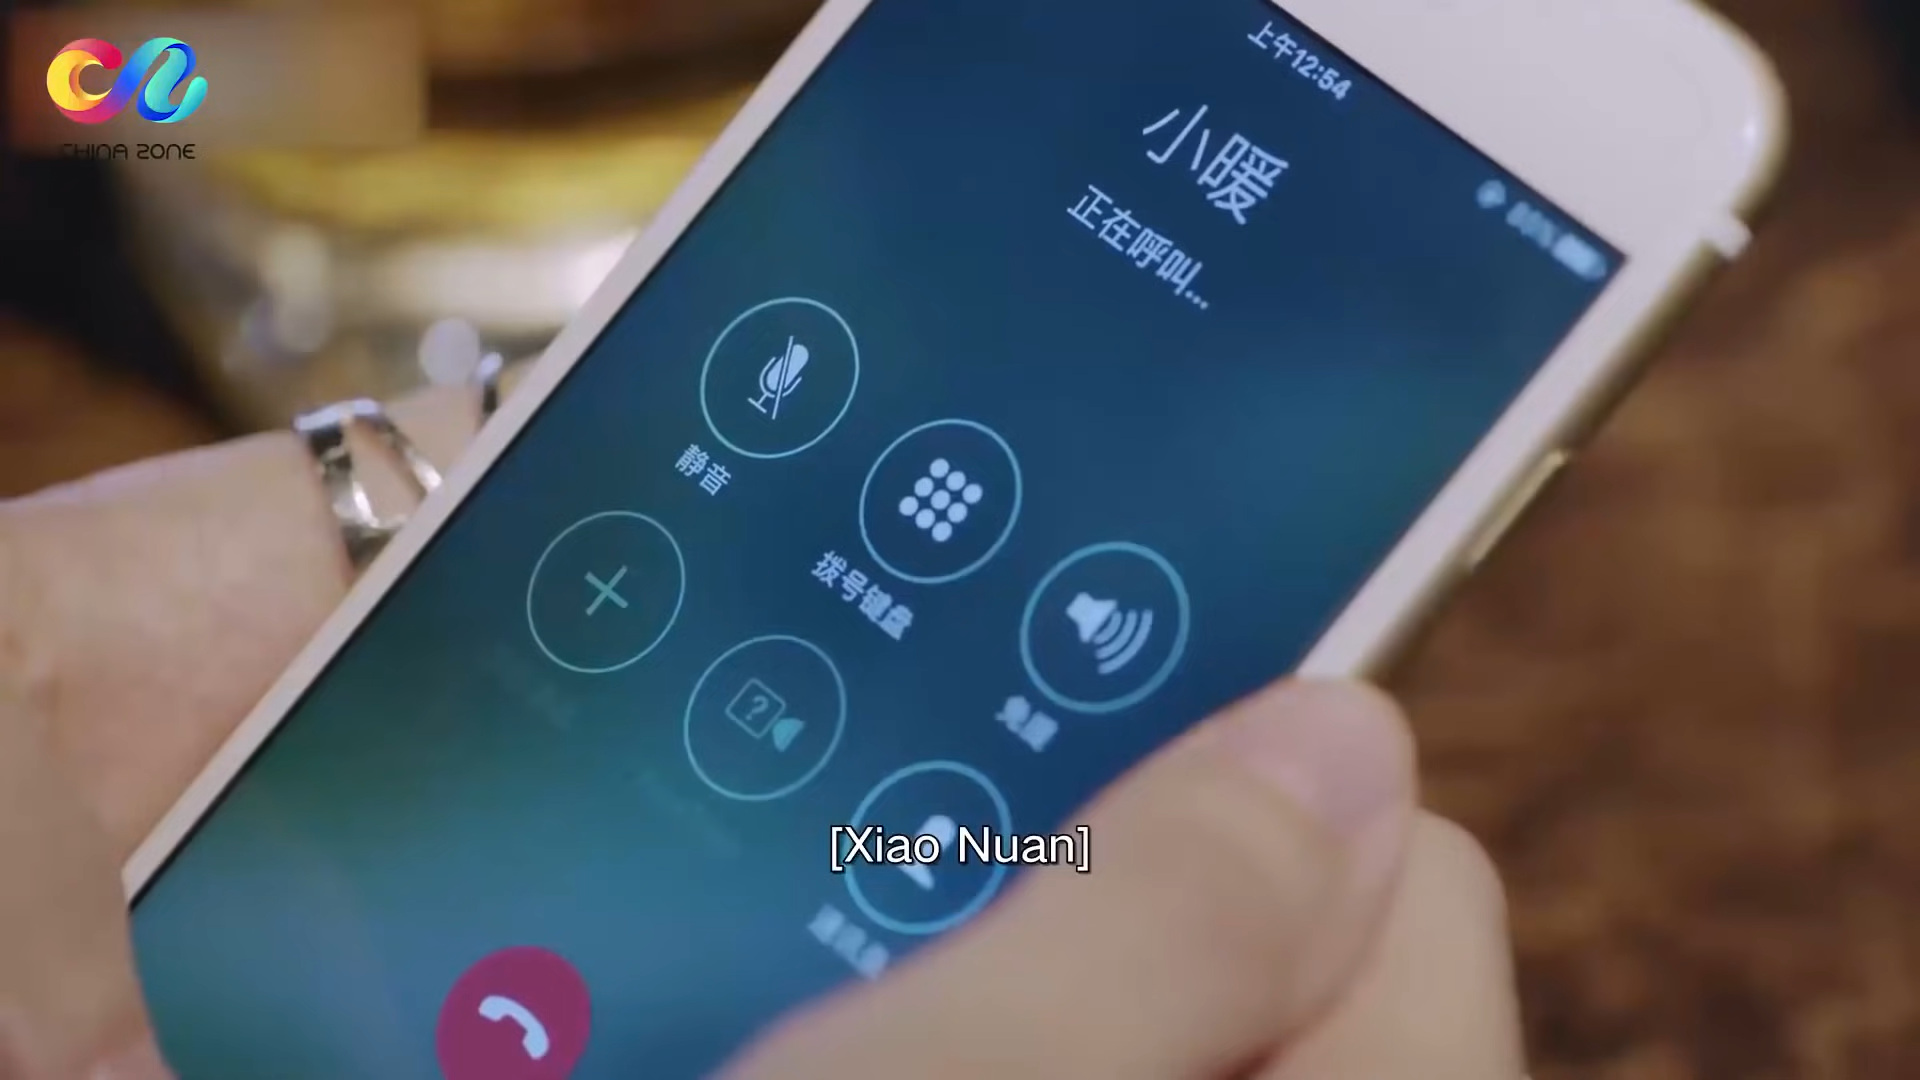 CHINA ZONE
上午12:54
小暖
正在呼叫...
静音
拨号键盘
[Xiao Nuan]